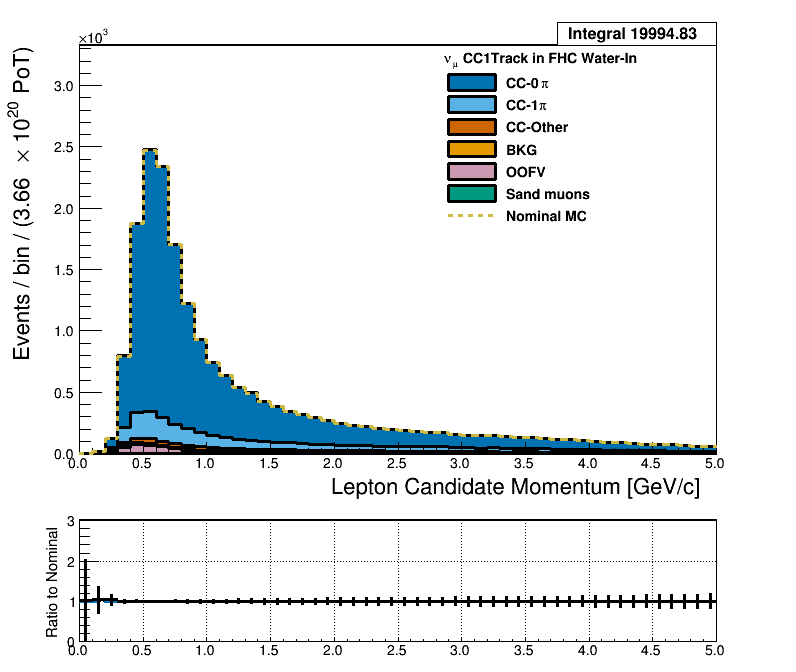 Integral 19994.83
×10³
Events / bin / (3.66 × 10²⁰ PoT)
3.0
2.5
2.0
1.5
1.0
0.5
0.0
ν_μ CC1Track in FHC Water-In
CC-0π
CC-1π
CC-Other
BKG
OOFV
Sand muons
Nominal MC
0.0 0.5 1.0 1.5 2.0 2.5 3.0 3.5 4.0 4.5 5.0
Lepton Candidate Momentum [GeV/c]
Ratio to Nominal
3
2
1
0
0.0 0.5 1.0 1.5 2.0 2.5 3.0 3.5 4.0 4.5 5.0